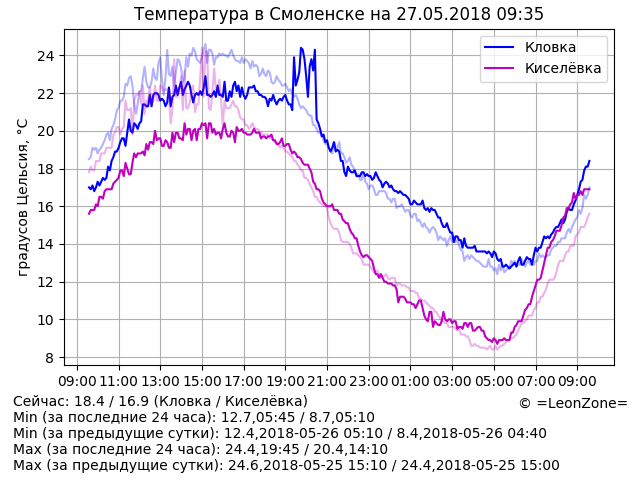 Температура в Смоленске на 27.05.2018 09:35
Кловка
Киселёвка
градусов Цельсия, °C
24
22
20
18
16
14
12
10
8
09:00 11:00 13:00 15:00 17:00 19:00 21:00 23:00 01:00 03:00 05:00 07:00 09:00
Сейчас: 18.4 / 16.9 (Кловка / Киселёвка)
© =LeonZone=
Min (за последние 24 часа): 12.7,05:45 / 8.7,05:10
Min (за предыдущие сутки): 12.4,2018-05-26 05:10 / 8.4,2018-05-26 04:40
Max (за последние 24 часа): 24.4,19:45 / 20.4,14:10
Max (за предыдущие сутки): 24.6,2018-05-25 15:10 / 24.4,2018-05-25 15:00